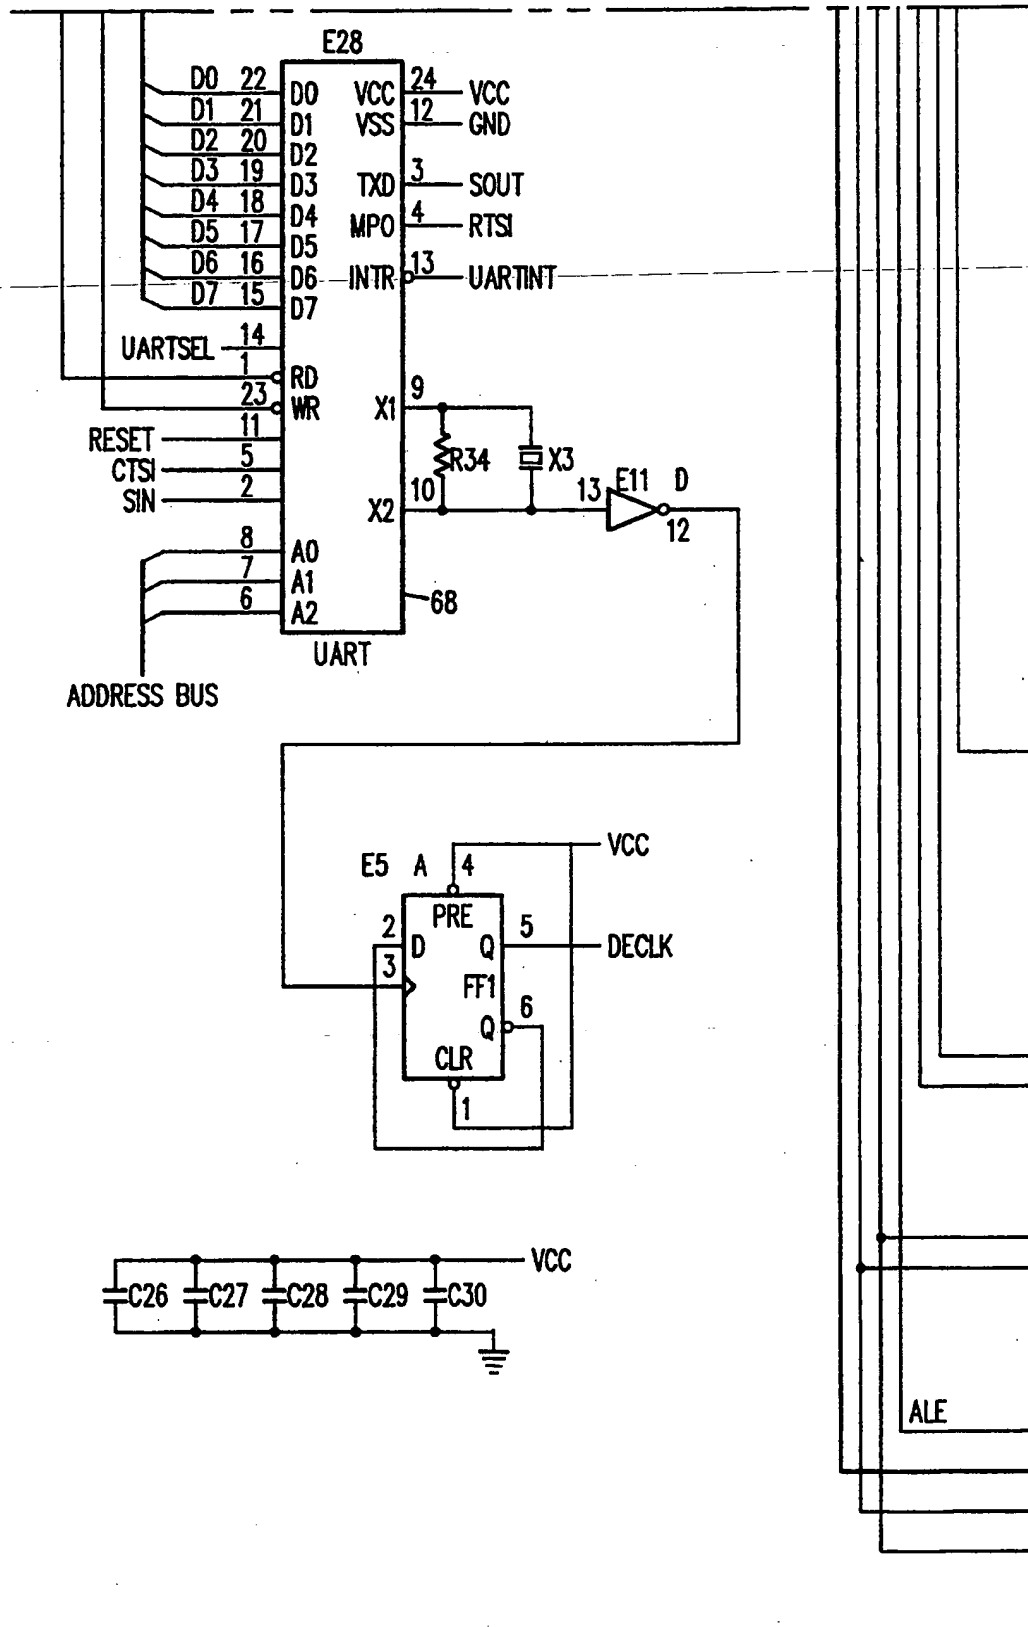 E28
D0 22 D0 VCC 24 VCC
D1 21 D1 VSS 12 GND
D2 20 D2
D3 19 D3 TXD 3 SOUT
D4 18 D4 MPO 4 RTSI
D5 17 D5
D6 16 D6 INTR 13 UARTINT
D7 15 D7
UARTSEL 14
1 RD
23 WR X1 9
RESET 11
CTSI 5 R34 X3
SIN 2 X2 10 13 E11 D 12
8 A0
7 A1
6 A2 68
UART
ADDRESS BUS
E5 A 4 VCC
PRE
2 D Q 5 DECLK
3 FF1
Q 6
CLR
1
VCC
C26 C27 C28 C29 C30
ALE